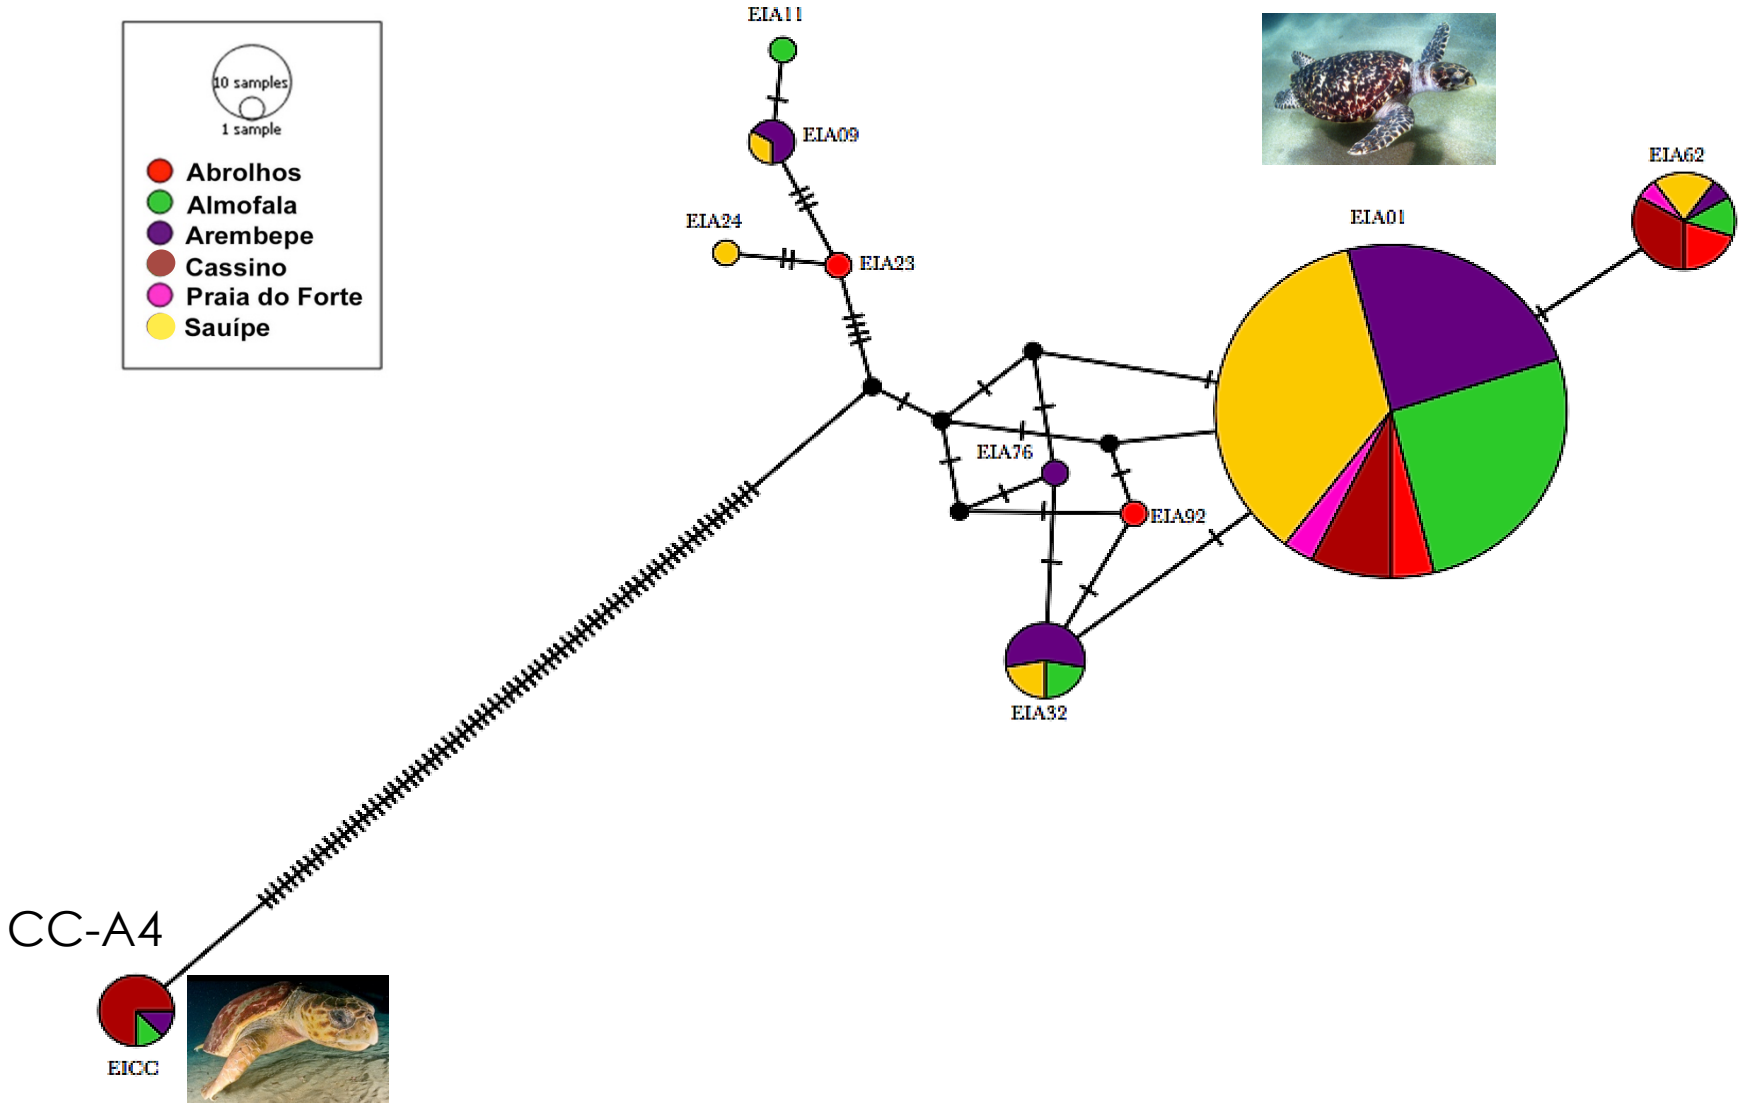 EIA11
10 samples
1 sample
Abrolhos
Almofala
Arembepe
Cassino
Praia do Forte
Sauípe
EIA09
EIA24
EIA23
EIA62
EIA01
EIA76
EIA92
EIA32
CC-A4
EICC